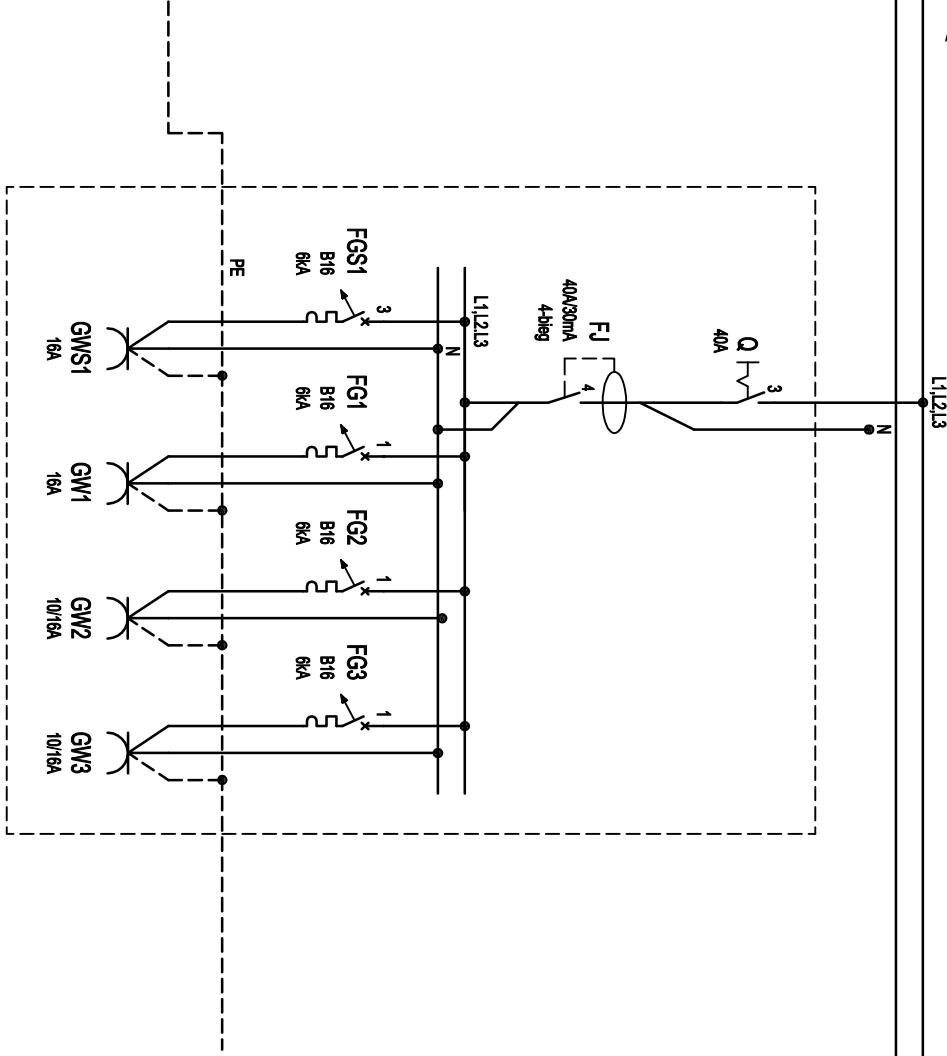 L1,L2,L3
N
Q
40A
3
FJ
40A/30mA
4-bieg
4
L1,L2.L3
N
FGS1
B16
6kA
3
FG1
B16
6kA
1
FG2
B16
6kA
1
FG3
B16
6kA
1
PE
GWS1
16A
GW1
16A
GW2
10/16A
GW3
10/16A